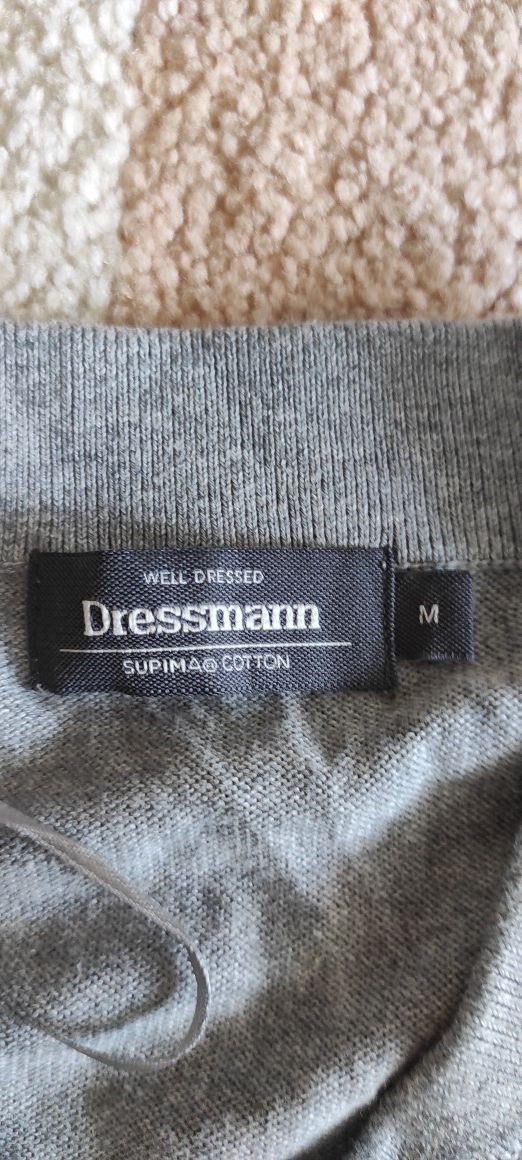 WELL DRESSED
Dressmann
SUPIMA® COTTON
M